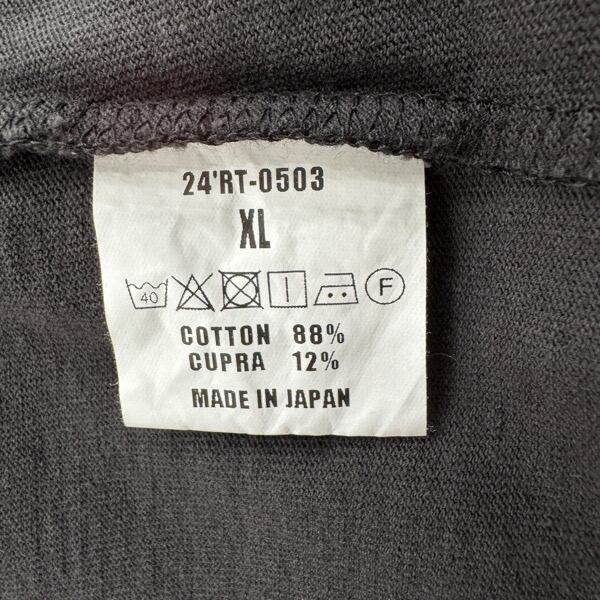 24'RT-0503
XL
40 F
COTTON 88%
CUPRA 12%
MADE IN JAPAN